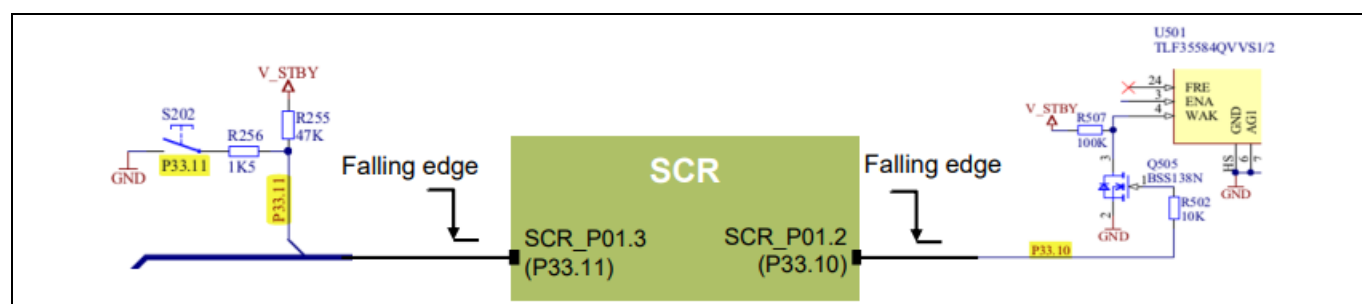 U501
TLF35584QVVS1/2
V_STBY
S202
R255
47K
R256
1K5
P33.11
GND
P33.11
Falling edge
SCR
SCR_P01.3
(P33.11)
SCR_P01.2
(P33.10)
Falling edge
24
FRE
3
ENA
4
WAK
GND
AG1
HS
6
7
GND
V_STBY
R507
100K
3
Q505
1
BSS138N
2
GND
R502
10K
P33.10